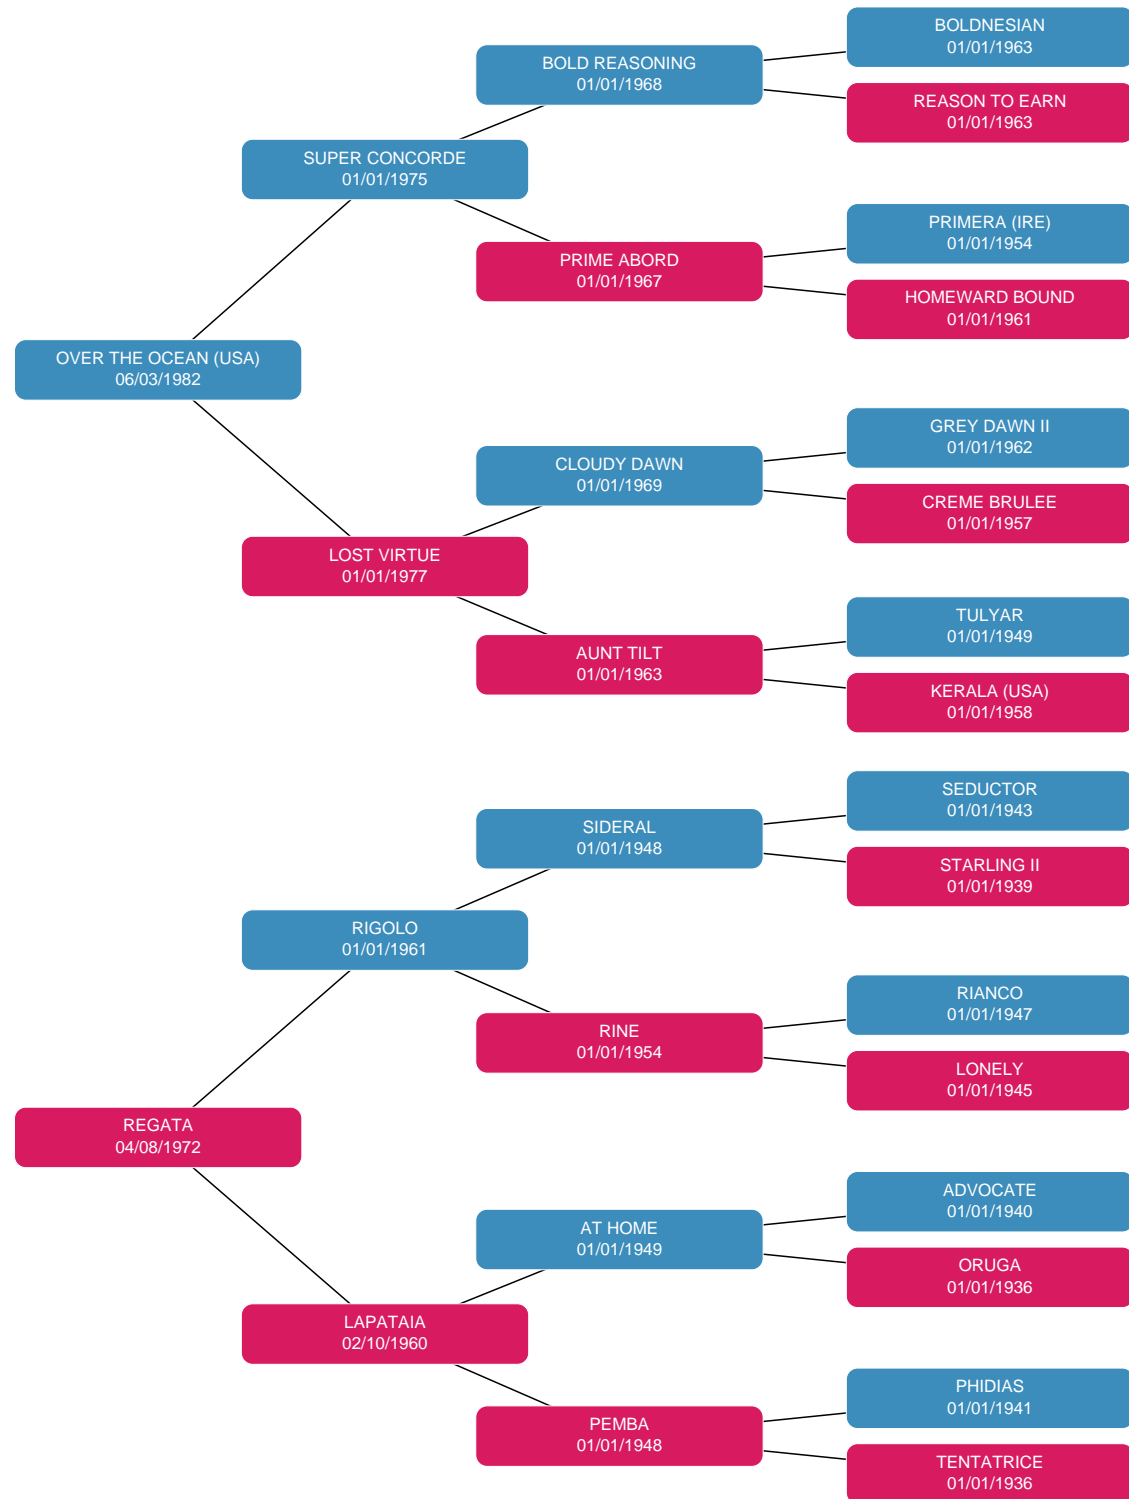 BOLDNESIAN
01/01/1963
BOLD REASONING
01/01/1968
REASON TO EARN
01/01/1963
SUPER CONCORDE
01/01/1975
PRIMERA (IRE)
01/01/1954
PRIME ABORD
01/01/1967
HOMEWARD BOUND
01/01/1961
OVER THE OCEAN (USA)
06/03/1982
GREY DAWN II
01/01/1962
CLOUDY DAWN
01/01/1969
CREME BRULEE
01/01/1957
LOST VIRTUE
01/01/1977
TULYAR
01/01/1949
AUNT TILT
01/01/1963
KERALA (USA)
01/01/1958
SEDUCTOR
01/01/1943
SIDERAL
01/01/1948
STARLING II
01/01/1939
RIGOLO
01/01/1961
RIANCO
01/01/1947
RINE
01/01/1954
LONELY
01/01/1945
REGATA
04/08/1972
ADVOCATE
01/01/1940
AT HOME
01/01/1949
ORUGA
01/01/1936
LAPATAIA
02/10/1960
PHIDIAS
01/01/1941
PEMBA
01/01/1948
TENTATRICE
01/01/1936